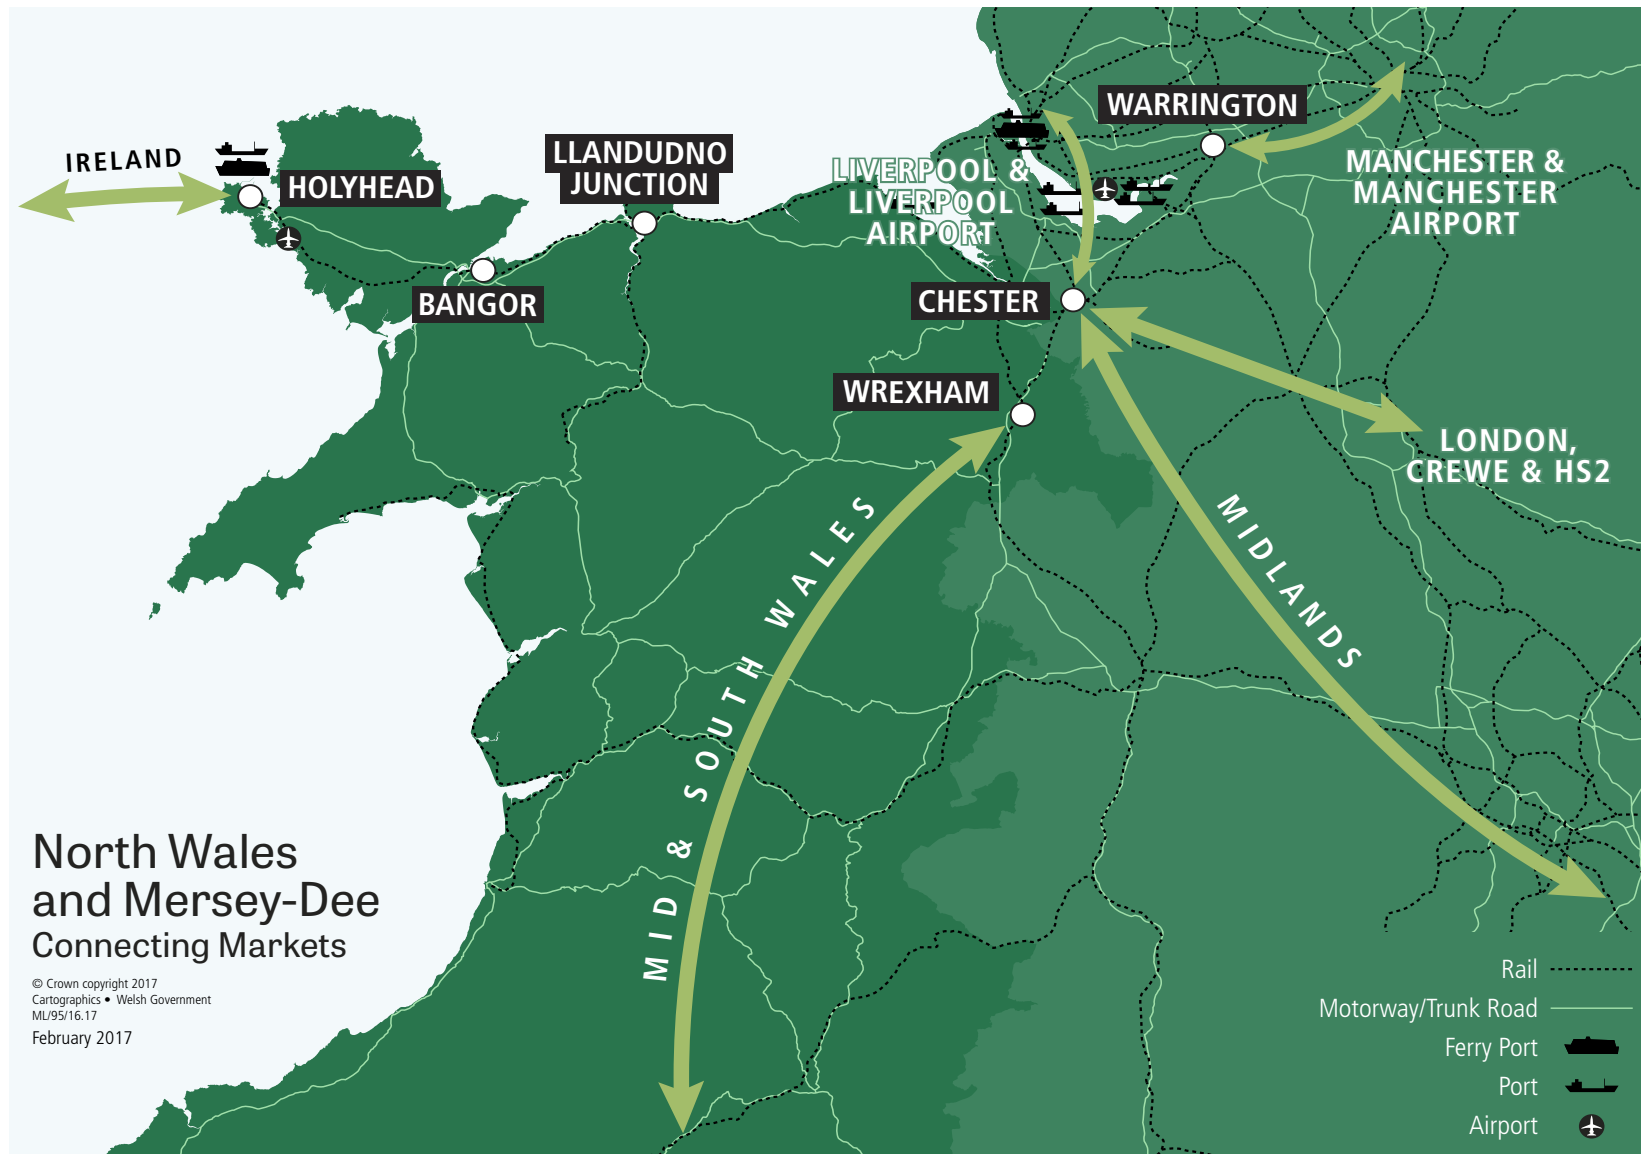 IRELAND
HOLYHEAD
BANGOR
LLANDUDNO
JUNCTION
LIVERPOOL &
LIVERPOOL
AIRPORT
WARRINGTON
MANCHESTER &
MANCHESTER
AIRPORT
CHESTER
WREXHAM
LONDON,
CREWE & HS2
MIDLANDS
MID & SOUTH WALES
North Wales
and Mersey-Dee
Connecting Markets
© Crown copyright 2017
Cartographics • Welsh Government
ML/95/16.17
February 2017
Rail
Motorway/Trunk Road
Ferry Port
Port
Airport